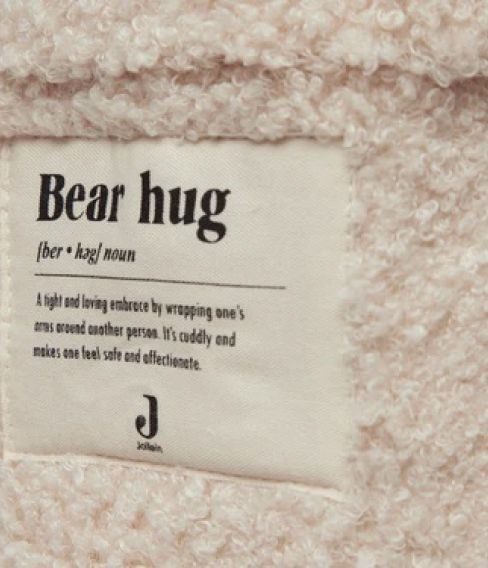 Bear hug
[ber • həg] noun
A tight and loving embrace by wrapping one's
arms around another person. It's cuddly and
makes one feel safe and affectionate.
J
Jollein